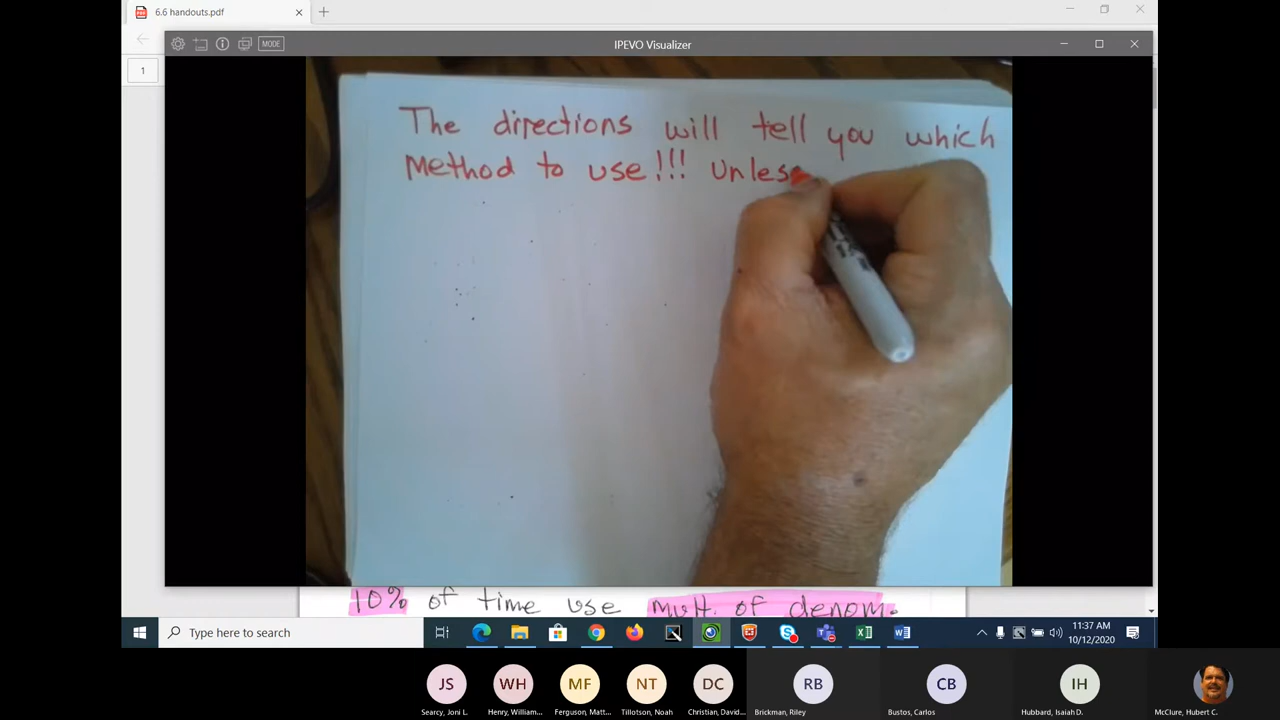 6.6 handouts.pdf
MODE
IPEVO Visualizer
1
The directions will tell you which
Method to use!!! Unless
10% of time use mult. of denom.
Type here to search
11:37 AM
10/12/2020
JS
WH
MF
NT
DC
RB
CB
IH
Searcy, Joni L.
Henry, William...
Ferguson, Matt...
Tillotson, Noah
Christian, David...
Brickman, Riley
Bustos, Carlos
Hubbard, Isaiah D.
McClure, Hubert C.